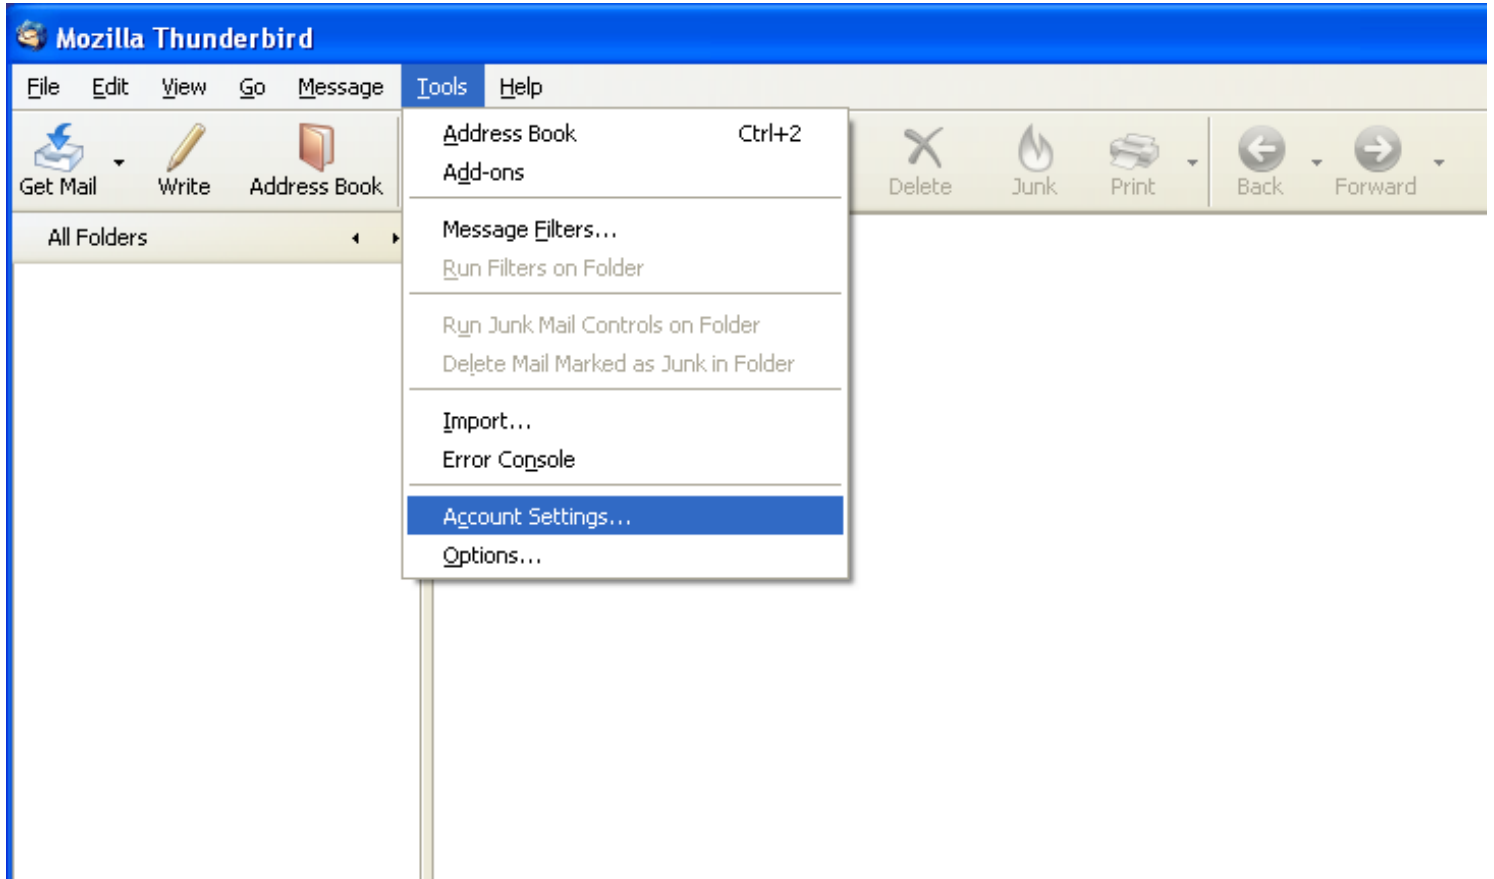 Mozilla Thunderbird
File Edit View Go Message Tools Help
Get Mail Write Address Book Delete Junk Print Back Forward
All Folders
Address Book Ctrl+2
Add-ons
Message Filters...
Run Filters on Folder
Run Junk Mail Controls on Folder
Delete Mail Marked as Junk in Folder
Import...
Error Console
Account Settings...
Options...